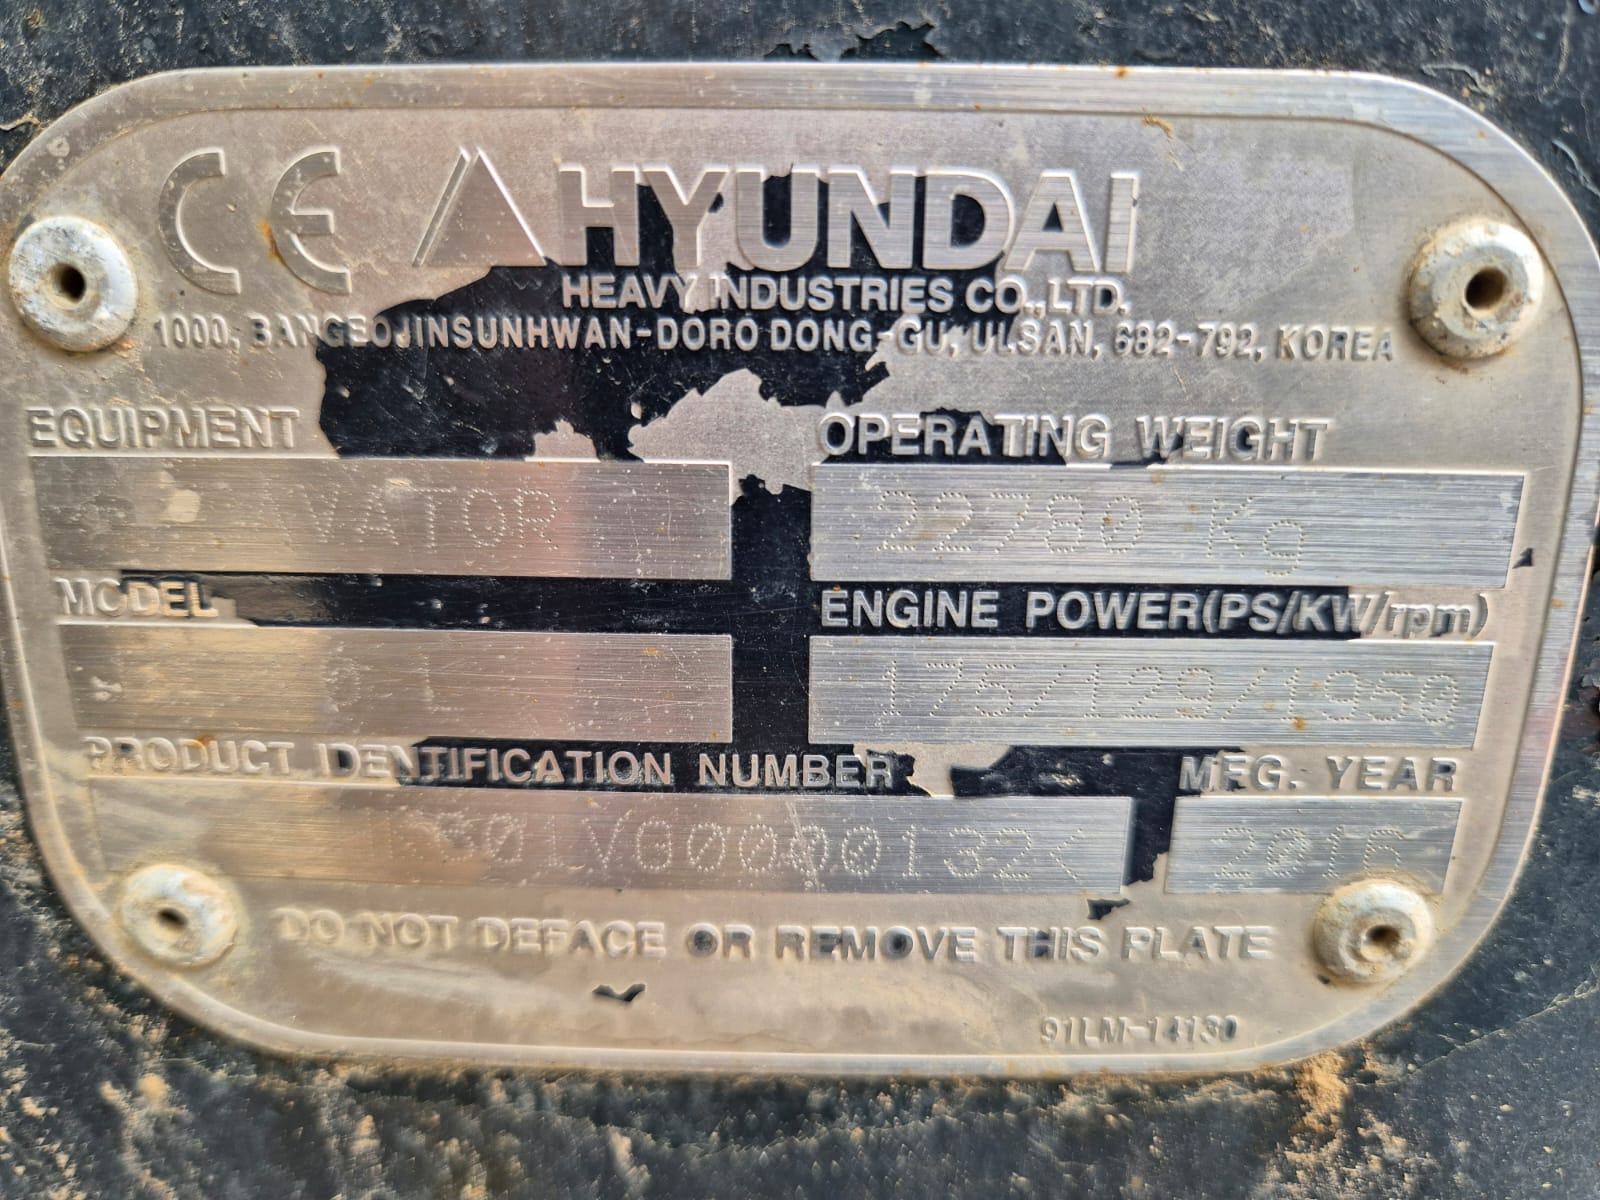 CE HYUNDAI
HEAVY INDUSTRIES CO.,LTD.
1000, BANGEOJINSUNHWAN-DORO DONG-GU, ULSAN, 682-792, KOREA
EQUIPMENT OPERATING WEIGHT
VATOR 22780 Kg
MODEL ENGINE POWER(PS/KW/rpm)
175/129/1950
PRODUCT IDENTIFICATION NUMBER MFG. YEAR
2016
DO NOT DEFACE OR REMOVE THIS PLATE
91LM-14130